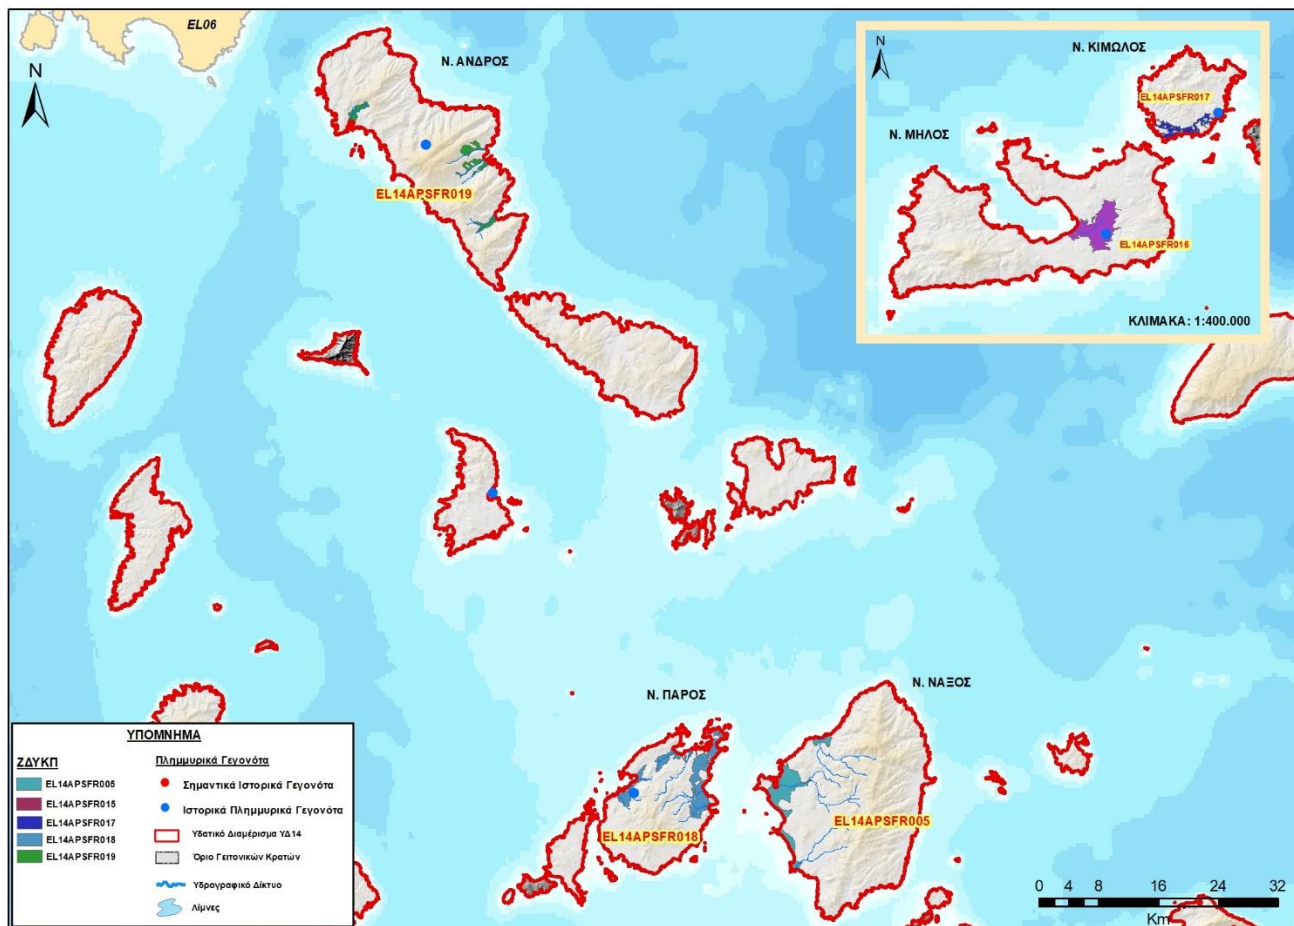 EL06
N
Ν. ΑΝΔΡΟΣ
EL14APSFR019
N
Ν. ΚΙΜΩΛΟΣ
EL14APSFR017
Ν. ΜΗΛΟΣ
EL14APSFR016
ΚΛΙΜΑΚΑ: 1:400.000
Ν. ΠΑΡΟΣ
Ν. ΝΑΞΟΣ
EL14APSFR018
EL14APSFR005
ΥΠΟΜΝΗΜΑ
ΖΔΥΚΠ
EL14APSFR005
EL14APSFR015
EL14APSFR017
EL14APSFR018
EL14APSFR019
Πλημμυρικά Γεγονότα
Σημαντικά Ιστορικά Γεγονότα
Ιστορικά Πλημμυρικά Γεγονότα
Υδατικό Διαμέρισμα ΥΔ14
Όριο Γειτονικών Κρατών
Υδρογραφικό Δίκτυο
Λίμνες
0 4 8 16 24 32
Km